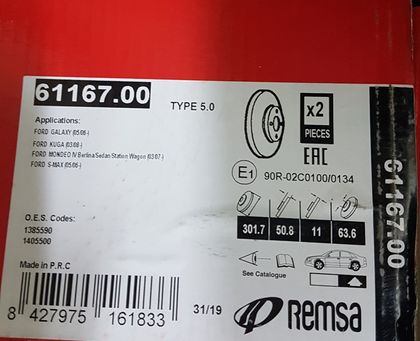 61167.00
TYPE 5.0
x2
PIECES
Applications:
FORD GALAXY (05.06-)
FORD KUGA (03.08-)
FORD MONDEO IV Berlina/Sedan Station Wagon (03.07-)
FORD S-MAX (05.06-)
EAC
E1 90R-02C0100/0134
O.E.S. Codes:
1385590
1405500
301.7 50.8 11 63.6
See Catalogue
Made in P.R.C
8 427975 161833
31/19
REMSA
61167.00